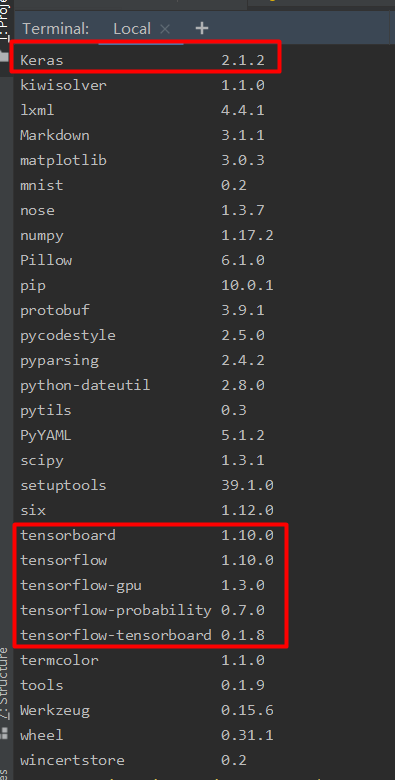 1: Proje
Terminal: Local × +
Keras 2.1.2
kiwisolver 1.1.0
lxml 4.4.1
Markdown 3.1.1
matplotlib 3.0.3
mnist 0.2
nose 1.3.7
numpy 1.17.2
Pillow 6.1.0
pip 10.0.1
protobuf 3.9.1
pycodestyle 2.5.0
pyparsing 2.4.2
python-dateutil 2.8.0
pytils 0.3
PyYAML 5.1.2
scipy 1.3.1
setuptools 39.1.0
six 1.12.0
tensorboard 1.10.0
tensorflow 1.10.0
tensorflow-gpu 1.3.0
tensorflow-probability 0.7.0
tensorflow-tensorboard 0.1.8
termcolor 1.1.0
tools 0.1.9
Werkzeug 0.15.6
wheel 0.31.1
wincertstore 0.2
7: Structure